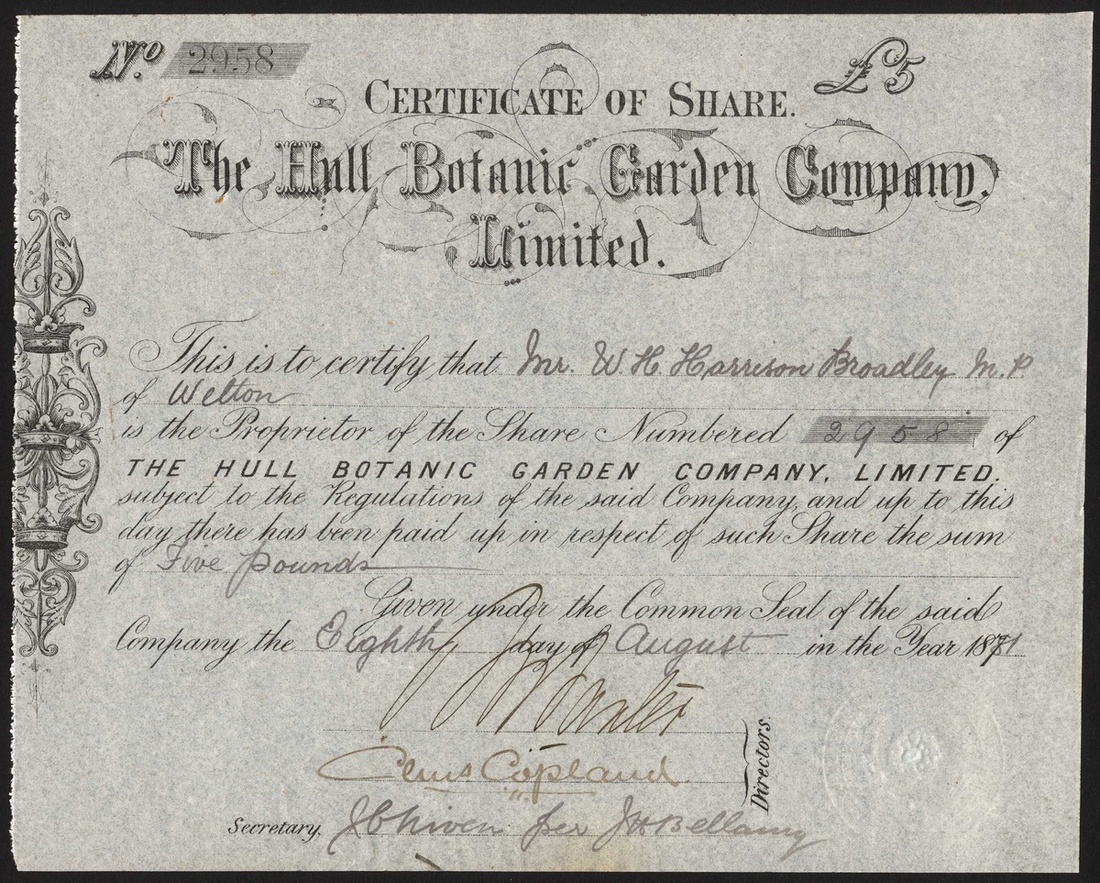 No. 2958
£5
CERTIFICATE OF SHARE.
The Hull Botanic Garden Company.
Limited.
This is to certify that Mr. W. H. Harrison Broadley M.P.
of Welton
is the Proprietor of the Share Numbered 2958 of
THE HULL BOTANIC GARDEN COMPANY, LIMITED.
subject to the Regulations of the said Company, and up to this
day there has been paid up in respect of such Share the sum
of Five pounds
Given under the Common Seal of the said
Company the Eighth day of August in the Year 1871
Copland
Directors.
Secretary, J C Niven per J H Bellamy